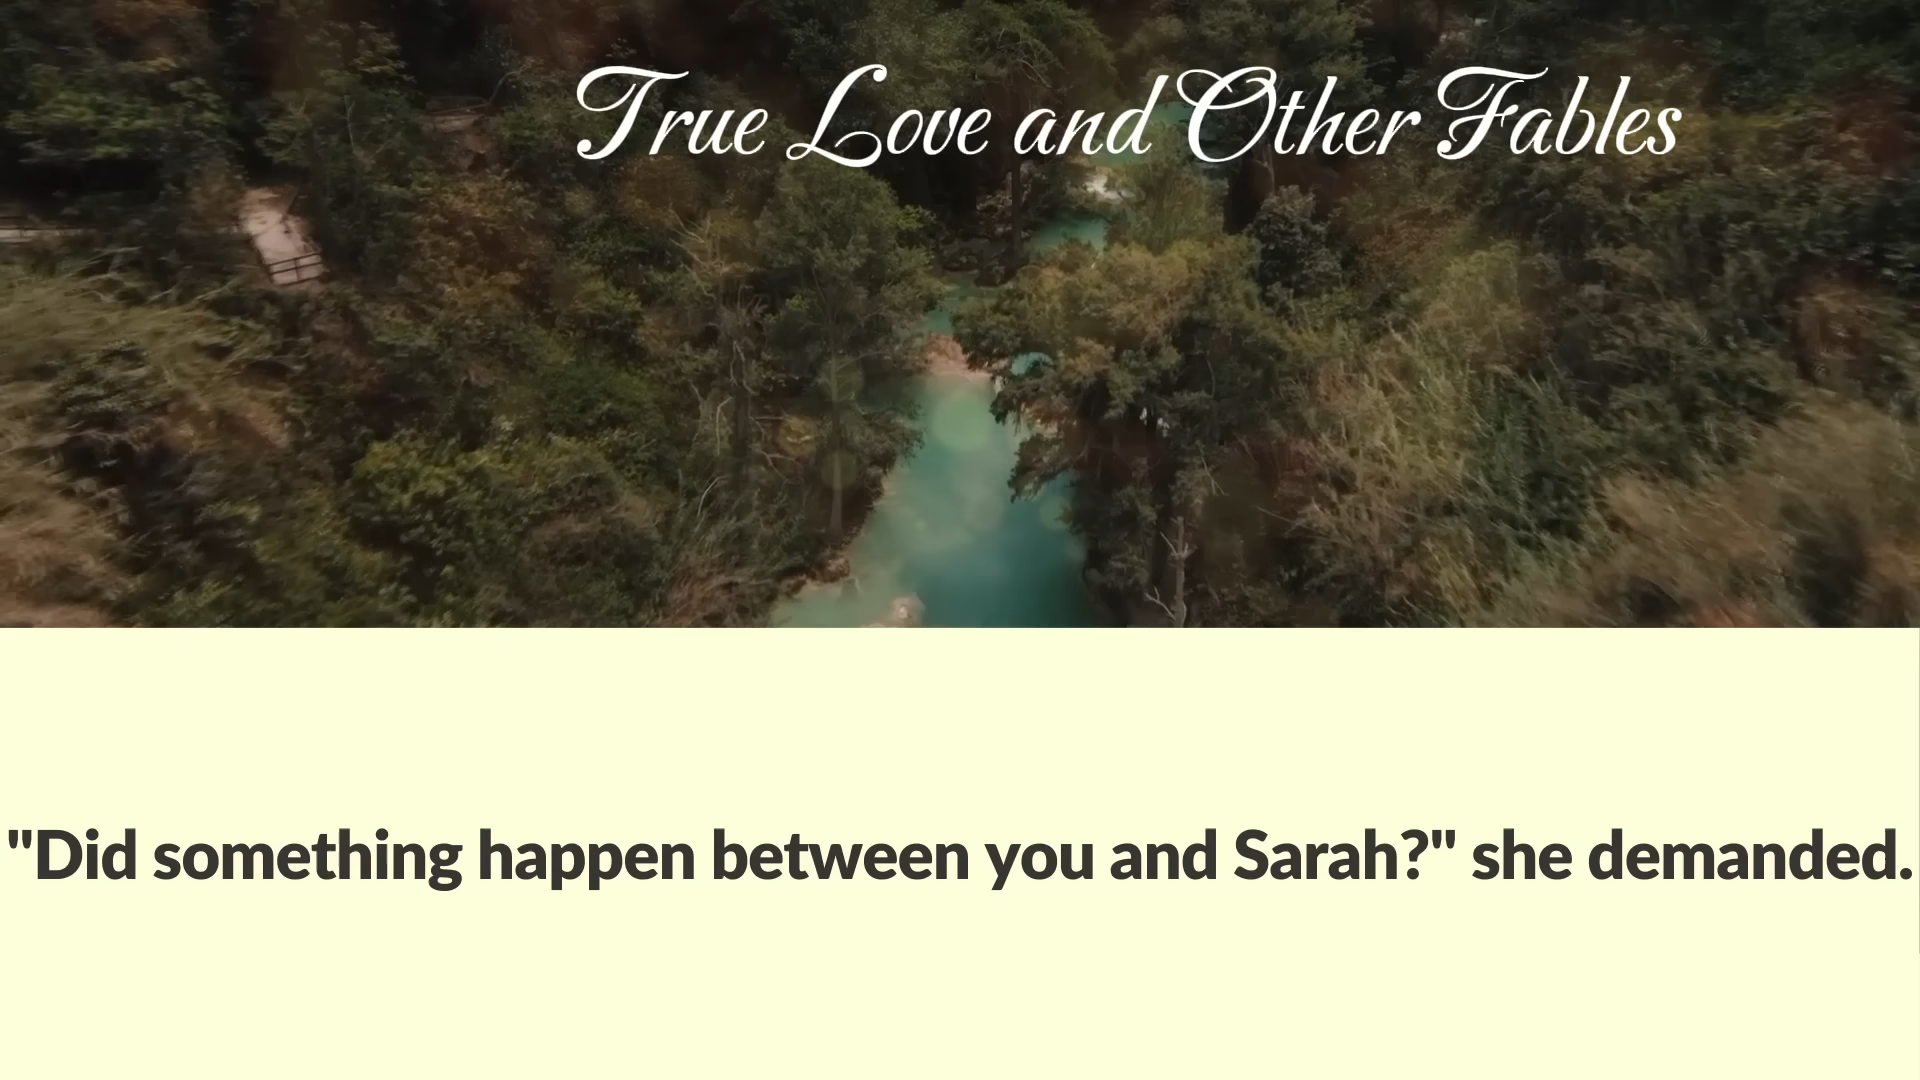 True Love and Other Fables
"Did something happen between you and Sarah?" she demanded.